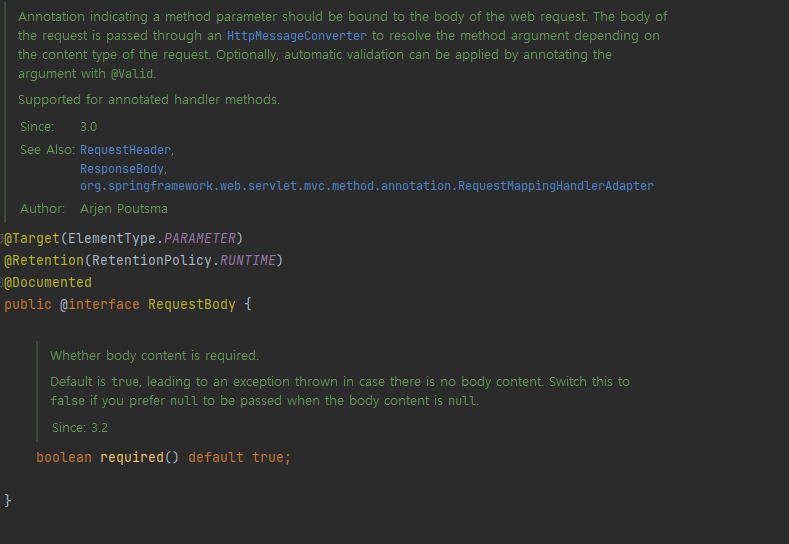 Annotation indicating a method parameter should be bound to the body of the web request. The body of
the request is passed through an HttpMessageConverter to resolve the method argument depending on
the content type of the request. Optionally, automatic validation can be applied by annotating the
argument with @Valid.
Supported for annotated handler methods.
Since: 3.0
See Also: RequestHeader,
ResponseBody,
org.springframework.web.servlet.mvc.method.annotation.RequestMappingHandlerAdapter
Author: Arjen Poutsma
@Target(ElementType.PARAMETER)
@Retention(RetentionPolicy.RUNTIME)
@Documented
public @interface RequestBody {
Whether body content is required.
Default is true, leading to an exception thrown in case there is no body content. Switch this to
false if you prefer null to be passed when the body content is null.
Since: 3.2
boolean required() default true;
}